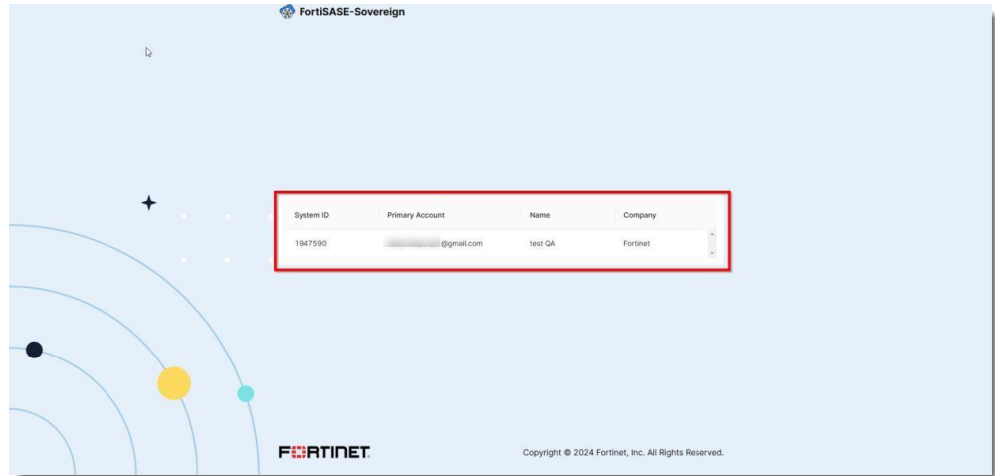 FortiSASE-Sovereign
System ID Primary Account Name Company
1947590 @gmail.com test QA Fortinet
FORTINET
Copyright © 2024 Fortinet, Inc. All Rights Reserved.